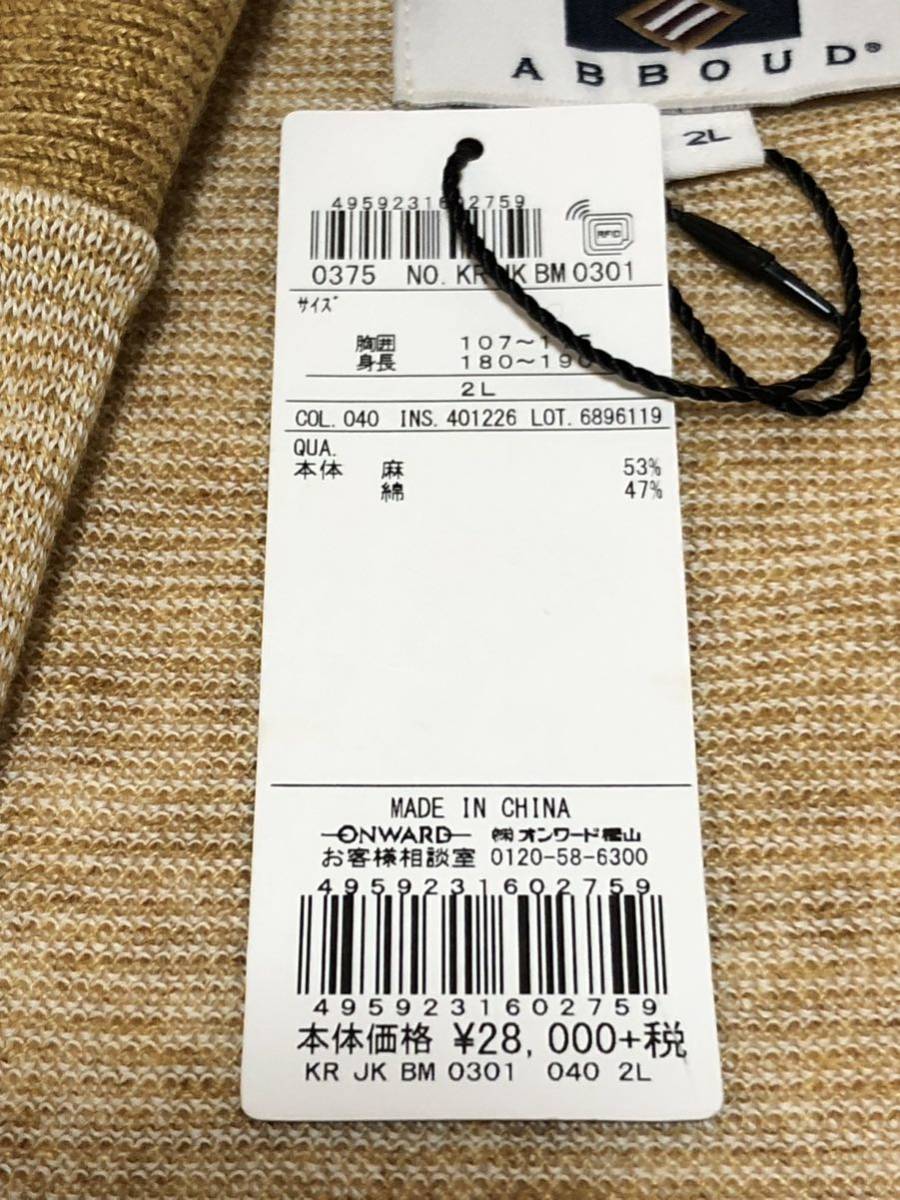 ABBOUD®
2L
4959231602759
RFID
0375 NO. KR JK BM 0301
サイズ
胸囲 107～115
身長 180～190
2L
COL. 040 INS. 401226 LOT. 6896119
QUA.
本体 麻 53%
綿 47%
MADE IN CHINA
ONWARD ㈱オンワード樫山
お客様相談室 0120-58-6300
4959231602759
4959231602759
本体価格 ¥28,000+税
KR JK BM 0301 040 2L